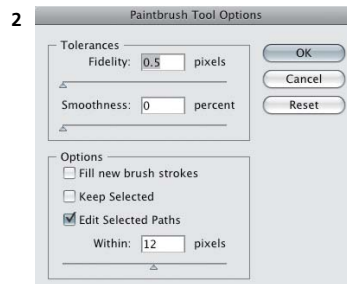 2
Paintbrush Tool Options
Tolerances
Fidelity: 0.5 pixels
Smoothness: 0 percent
OK
Cancel
Reset
Options
Fill new brush strokes
Keep Selected
Edit Selected Paths
Within: 12 pixels